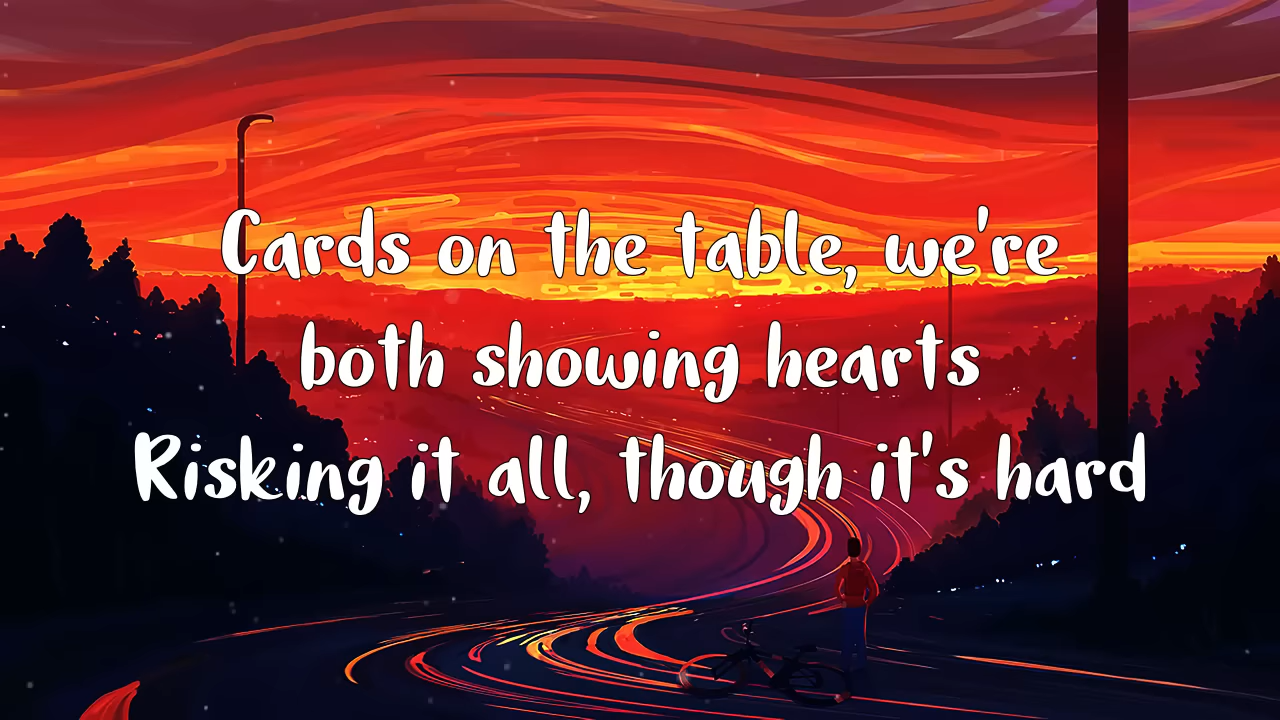 Cards on the table, we're
both showing hearts
Risking it all, though it's hard